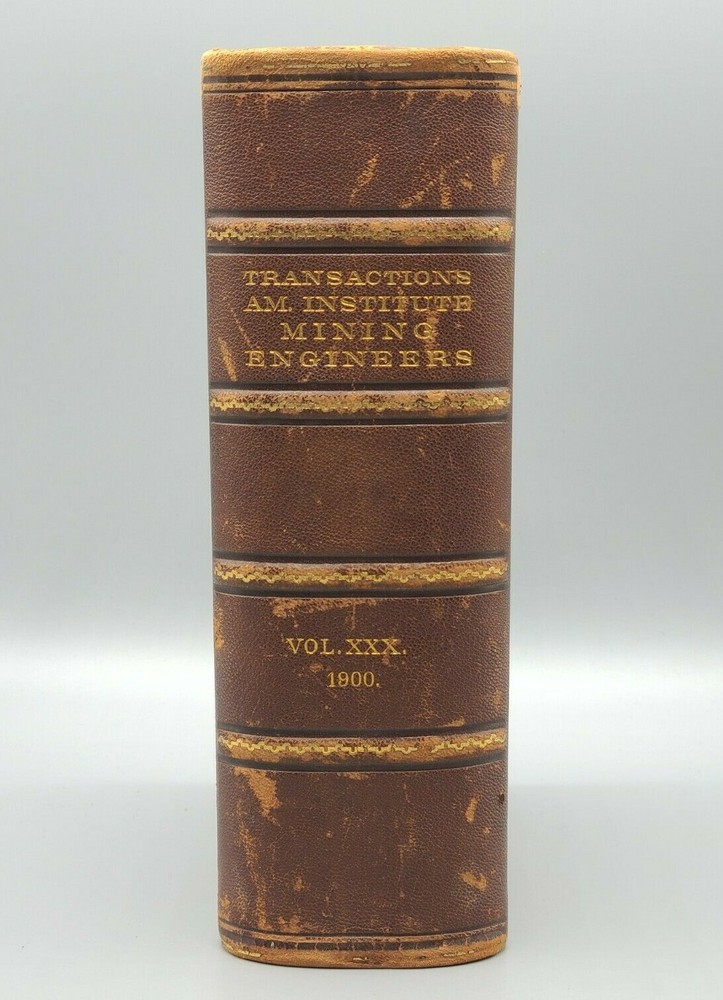 TRANSACTIONS
AM. INSTITUTE
MINING
ENGINEERS
VOL. XXX.
1900.